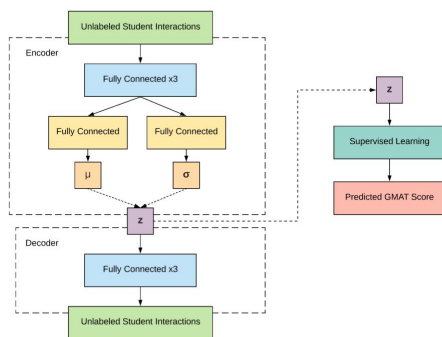 Unlabeled Student Interactions
Encoder
Fully Connected x3
Fully Connected
Fully Connected
μ
σ
z
Decoder
Fully Connected x3
Unlabeled Student Interactions
z
Supervised Learning
Predicted GMAT Score